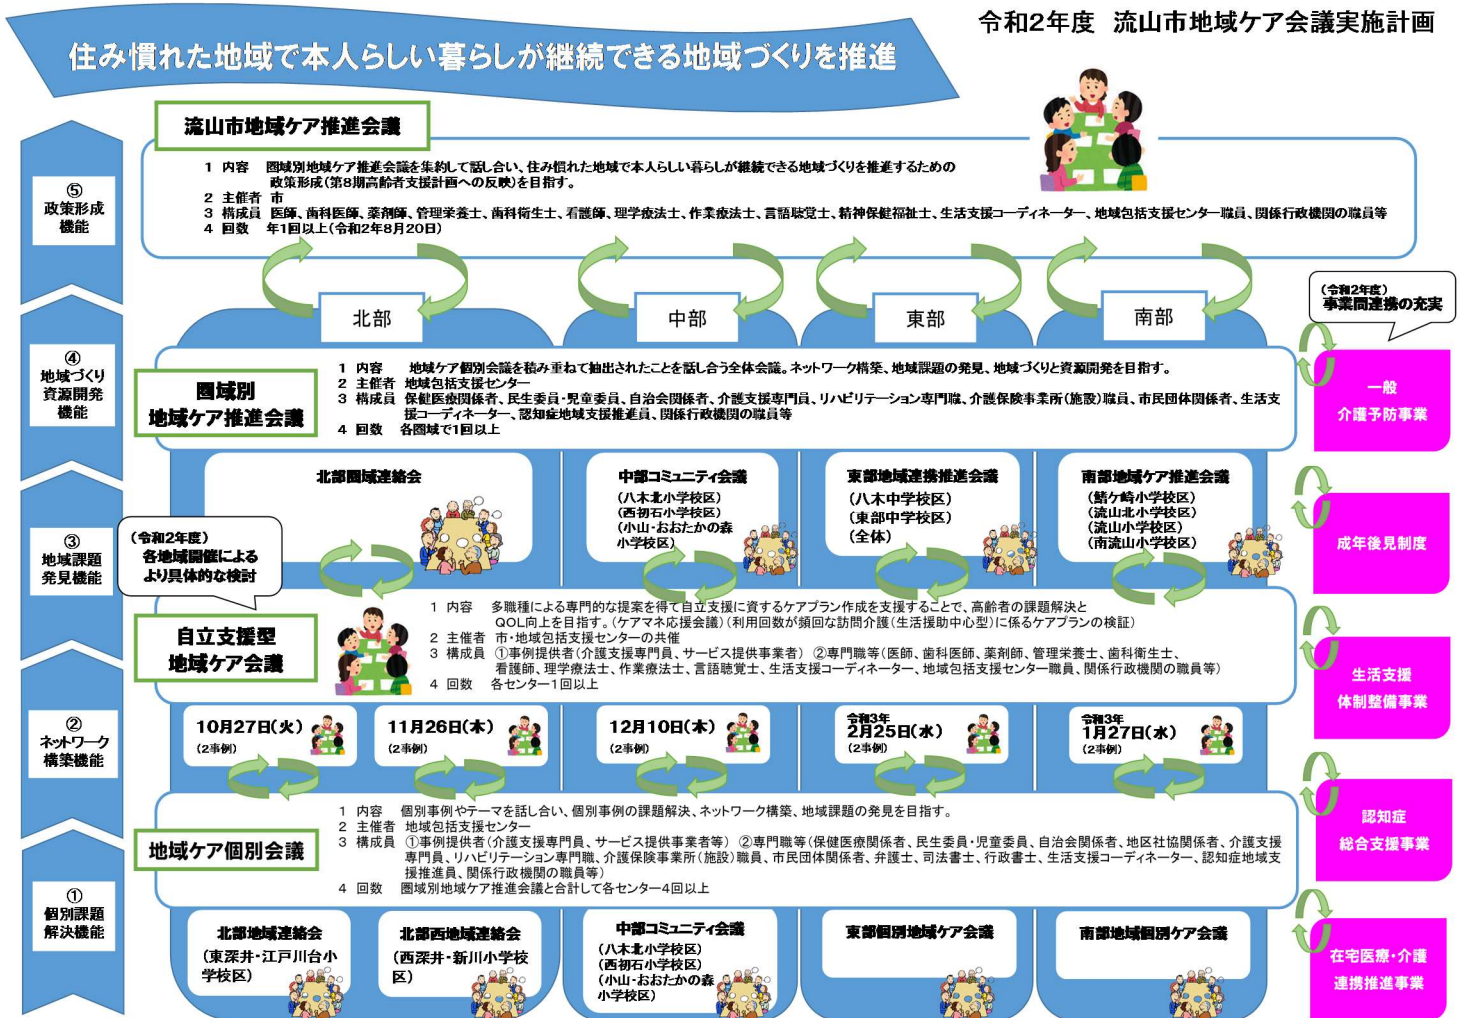 令和2年度 流山市地域ケア会議実施計画
住み慣れた地域で本人らしい暮らしが継続できる地域づくりを推進
流山市地域ケア推進会議
1 内容 圏域別地域ケア推進会議を集約して話し合い、住み慣れた地域で本人らしい暮らしが継続できる地域づくりを推進するための
政策形成(第8期高齢者支援計画への反映)を目指す。
2 主催者 市
3 構成員 医師、歯科医師、薬剤師、管理栄養士、歯科衛生士、看護師、理学療法士、作業療法士、言語聴覚士、精神保健福祉士、生活支援コーディネーター、地域包括支援センター職員、関係行政機関の職員等
4 回数 年1回以上(令和2年8月20日)
⑤
政策形成
機能
北部
中部
東部
南部
(令和2年度)
事業間連携の充実
④
地域づくり
資源開発
機能
圏域別
地域ケア推進会議
1 内容 地域ケア個別会議を積み重ねて抽出されたことを話し合う全体会議。ネットワーク構築、地域課題の発見、地域づくりと資源開発を目指す。
2 主催者 地域包括支援センター
3 構成員 保健医療関係者、民生委員・児童委員、自治会関係者、介護支援専門員、リハビリテーション専門職、介護保険事業所(施設)職員、市民団体関係者、生活支
援コーディネーター、認知症地域支援推進員、関係行政機関の職員等
4 回数 各圏域で1回以上
一般
介護予防事業
北部圏域連絡会
中部コミュニティ会議
(八木北小学校区)
(西初石小学校区)
(小山・おおたかの森
小学校区)
東部地域連携推進会議
(八木中学校区)
(東部中学校区)
(全体)
南部地域ケア推進会議
(鰭ケ崎小学校区)
(流山北小学校区)
(流山小学校区)
(南流山小学校区)
成年後見制度
③
地域課題
発見機能
(令和2年度)
各地域開催による
より具体的な検討
自立支援型
地域ケア会議
1 内容 多職種による専門的な提案を得て自立支援に資するケアプラン作成を支援することで、高齢者の課題解決と
QOL向上を目指す。(ケアマネ応援会議)(利用回数が頻回な訪問介護(生活援助中心型)に係るケアプランの検証)
2 主催者 市・地域包括支援センターの共催
3 構成員 ①事例提供者(介護支援専門員、サービス提供事業者) ②専門職等(医師、歯科医師、薬剤師、管理栄養士、歯科衛生士、
看護師、理学療法士、作業療法士、言語聴覚士、生活支援コーディネーター、地域包括支援センター職員、関係行政機関の職員等)
4 回数 各センター1回以上
生活支援
体制整備事業
②
ネットワーク
構築機能
10月27日(火)
(2事例)
11月26日(木)
(2事例)
12月10日(木)
(2事例)
令和3年
2月25日(水)
(2事例)
令和3年
1月27日(水)
(2事例)
地域ケア個別会議
1 内容 個別事例やテーマを話し合い、個別事例の課題解決、ネットワーク構築、地域課題の発見を目指す。
2 主催者 地域包括支援センター
3 構成員 ①事例提供者(介護支援専門員、サービス提供事業者等) ②専門職等(保健医療関係者、民生委員・児童委員、自治会関係者、地区社協関係者、介護支援
専門員、リハビリテーション専門職、介護保険事業所(施設)職員、市民団体関係者、弁護士、司法書士、行政書士、生活支援コーディネーター、認知症地域支
援推進員、関係行政機関の職員等)
4 回数 圏域別地域ケア推進会議と合計して各センター4回以上
認知症
総合支援事業
①
個別課題
解決機能
北部地域連絡会
(東深井・江戸川台小
学校区)
北部西地域連絡会
(西深井・新川小学校
区)
中部コミュニティ会議
(八木北小学校区)
(西初石小学校区)
(小山・おおたかの森
小学校区)
東部個別地域ケア会議
南部地域個別ケア会議
在宅医療・介護
連携推進事業